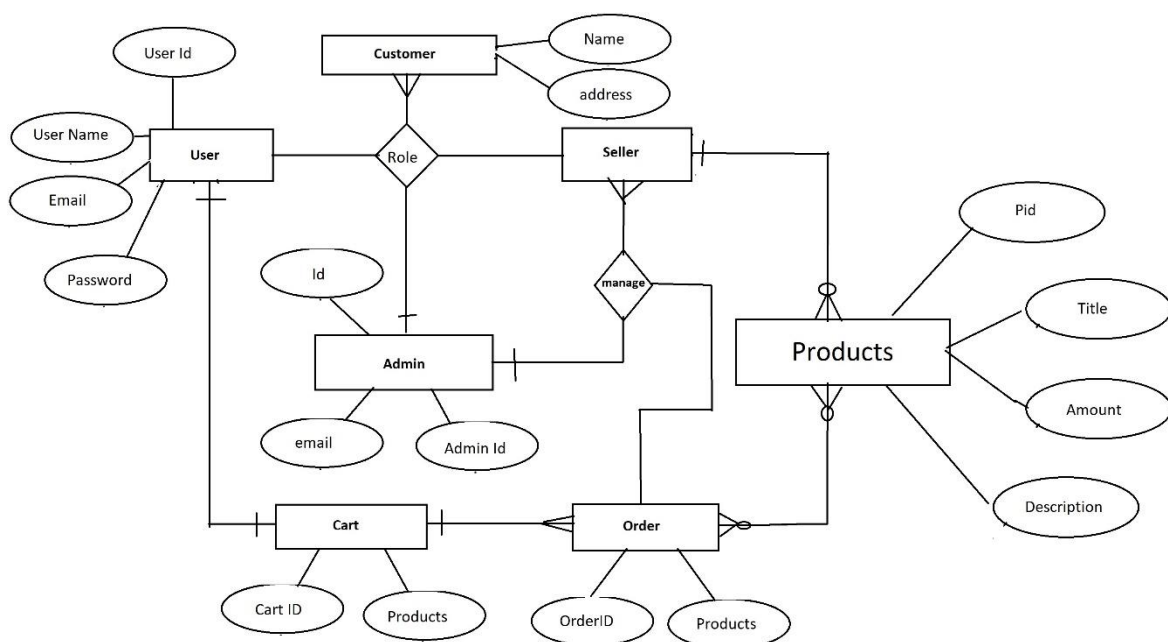 Name
Customer
User Id
address
User Name
User
Role
Seller
Email
Pid
Password
Id
manage
Title
Products
Admin
Amount
email
Admin Id
Description
Cart
Order
Cart ID
Products
OrderID
Products